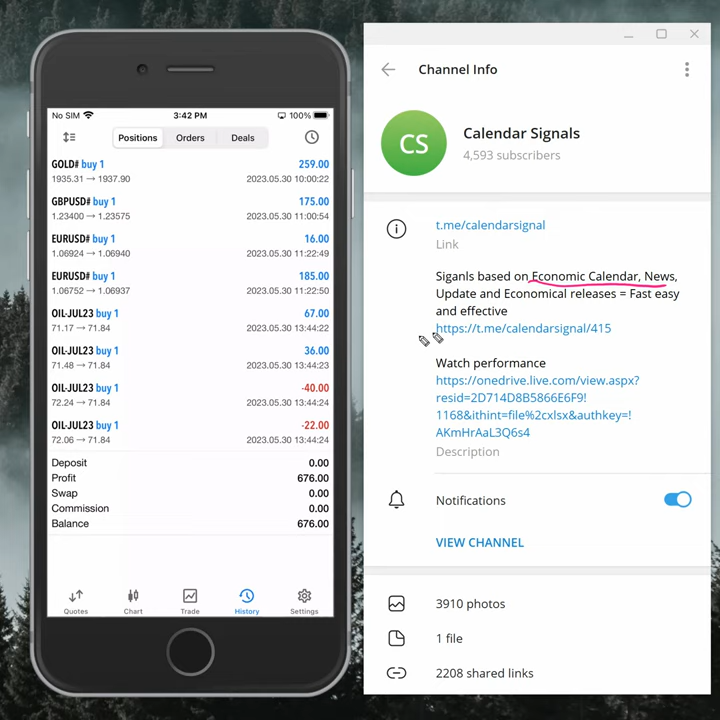 No SIM 3:42 PM 100%
Positions Orders Deals
GOLD# buy 1 259.00
1935.31 → 1937.90 2023.05.30 10:00:22
GBPUSD# buy 1 175.00
1.23400 → 1.23575 2023.05.30 11:00:54
EURUSD# buy 1 16.00
1.06924 → 1.06940 2023.05.30 11:22:49
EURUSD# buy 1 185.00
1.06752 → 1.06937 2023.05.30 11:22:50
OIL-JUL23 buy 1 67.00
71.17 → 71.84 2023.05.30 13:44:22
OIL-JUL23 buy 1 36.00
71.48 → 71.84 2023.05.30 13:44:23
OIL-JUL23 buy 1 -40.00
72.24 → 71.84 2023.05.30 13:44:24
OIL-JUL23 buy 1 -22.00
72.06 → 71.84 2023.05.30 13:44:24
Deposit 0.00
Profit 676.00
Swap 0.00
Commission 0.00
Balance 676.00
Quotes Chart Trade History Settings
Channel Info
CS
Calendar Signals
4,593 subscribers
t.me/calendarsignal
Link
Siganls based on Economic Calendar, News,
Update and Economical releases = Fast easy
and effective
https://t.me/calendarsignal/415
Watch performance
https://onedrive.live.com/view.aspx?
resid=2D714D8B5866E6F9!
1168&ithint=file%2cxlsx&authkey=!
AKmHrAaL3Q6s4
Description
Notifications
VIEW CHANNEL
3910 photos
1 file
2208 shared links